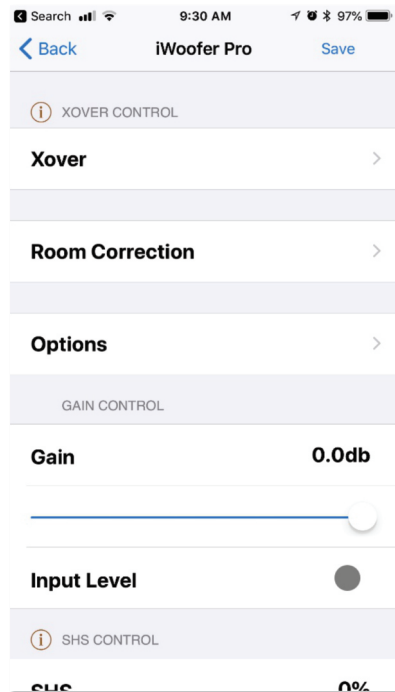 Search 9:30 AM 97%
Back iWoofer Pro Save
XOVER CONTROL
Xover
Room Correction
Options
GAIN CONTROL
Gain 0.0db
Input Level
SHS CONTROL
SHS 0%